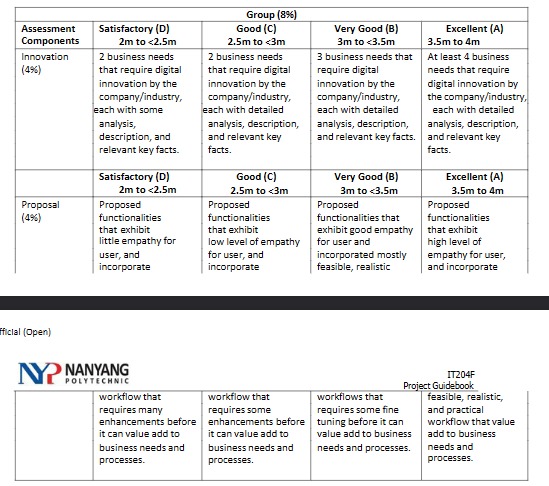 Group (8%)
Assessment Components
Satisfactory (D)
2m to <2.5m
Good (C)
2.5m to <3m
Very Good (B)
3m to <3.5m
Excellent (A)
3.5m to 4m
Innovation
(4%)
2 business needs
that require digital
innovation by the
company/industry,
each with some
analysis,
description, and
relevant key facts.
2 business needs
that require digital
innovation by the
company/industry,
each with detailed
analysis, description,
and relevant key
facts.
3 business needs that
require digital
innovation by the
company/industry,
each with detailed
analysis, description,
and relevant key facts.
At least 4 business
needs that require
digital innovation by
the company/industry,
each with detailed
analysis, description,
and relevant key
facts.
Satisfactory (D)
2m to <2.5m
Good (C)
2.5m to <3m
Very Good (B)
3m to <3.5m
Excellent (A)
3.5m to 4m
Proposal
(4%)
Proposed
functionalities
that exhibit
little empathy for
user, and
incorporate
Proposed
functionalities
that exhibit
low level of empathy
for user, and
incorporate
Proposed
functionalities that
exhibit good empathy
for user and
incorporated mostly
feasible, realistic
Proposed
functionalities
that exhibit
high level of
empathy for user,
and incorporate
fficial (Open)
NYP NANYANG
POLYTECHNIC
IT204F
Project Guidebook
workflow that
requires many
enhancements before
it can value add to
business needs and
processes.
workflow that
requires some
enhancements before
it can value add to
business needs and
processes.
workflows that
requires some fine
tuning before it can
value add to business
needs and processes.
feasible, realistic,
and practical
workflow that value
add to business
needs and
processes.